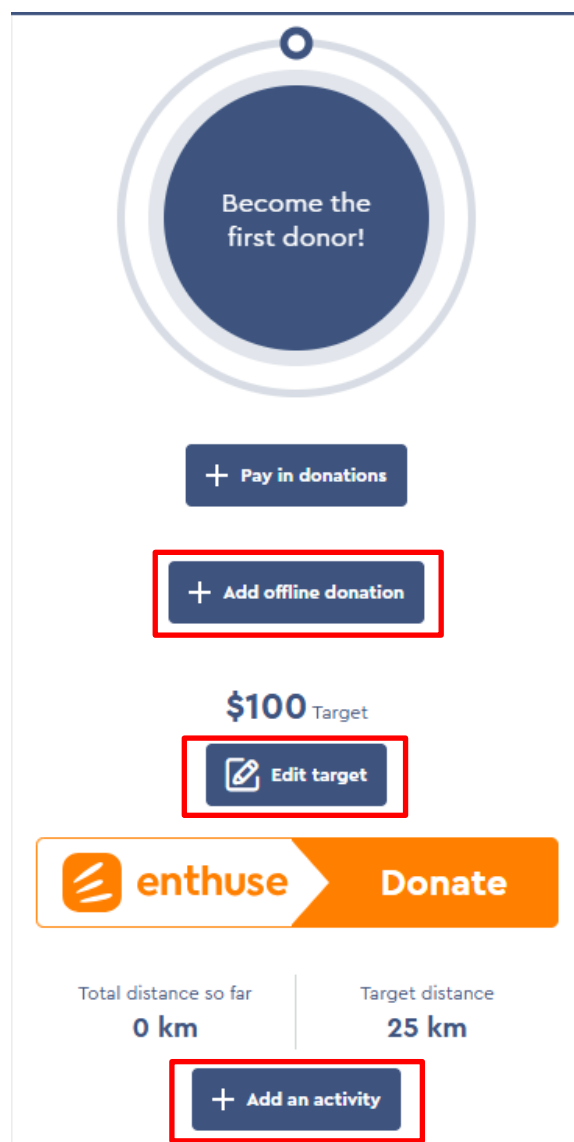 Become the
first donor!
+ Pay in donations
+ Add offline donation
$100 Target
Edit target
enthuse Donate
Total distance so far Target distance
0 km 25 km
+ Add an activity